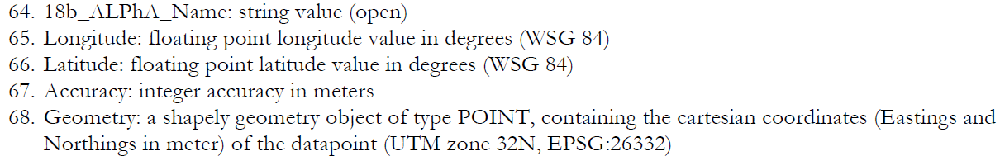 64. 18b_ALPhA_Name: string value (open)
65. Longitude: floating point longitude value in degrees (WSG 84)
66. Latitude: floating point latitude value in degrees (WSG 84)
67. Accuracy: integer accuracy in meters
68. Geometry: a shapely geometry object of type POINT, containing the cartesian coordinates (Eastings and
Northings in meter) of the datapoint (UTM zone 32N, EPSG:26332)